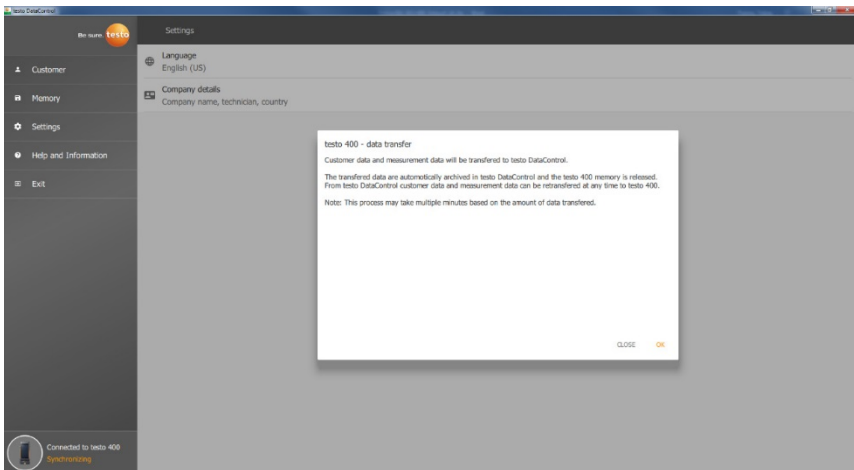 testo DataControl
Be sure. testo
Settings
Customer
Memory
Settings
Help and Information
Exit
Language
English (US)
Company details
Company name, technician, country
testo 400 - data transfer
Customer data and measurement data will be transfered to testo DataControl.
The transfered data are automatically archived in testo DataControl and the testo 400 memory is released.
From testo DataControl customer data and measurement data can be retransfered at any time to testo 400.
Note: This process may take multiple minutes based on the amount of data transfered.
CLOSE OK
Connected to testo 400
Synchronizing